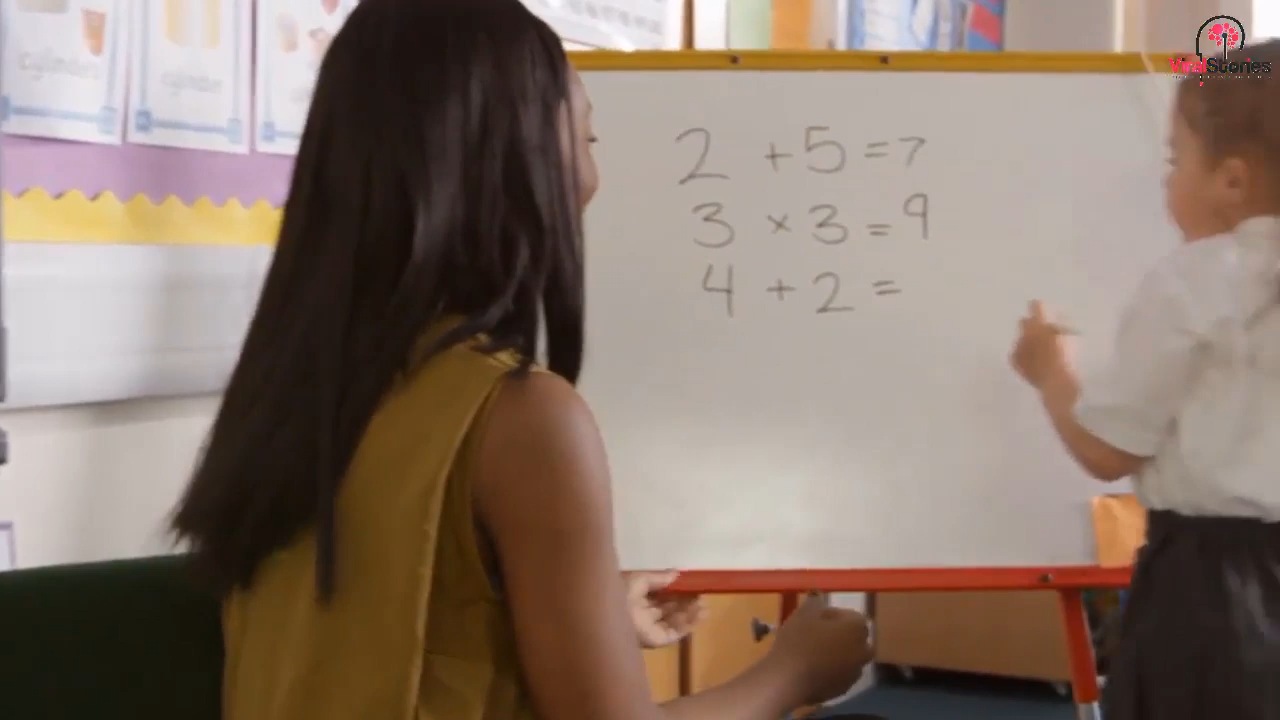 ViralStories
2 + 5 = 7
3 × 3 = 9
4 + 2 =